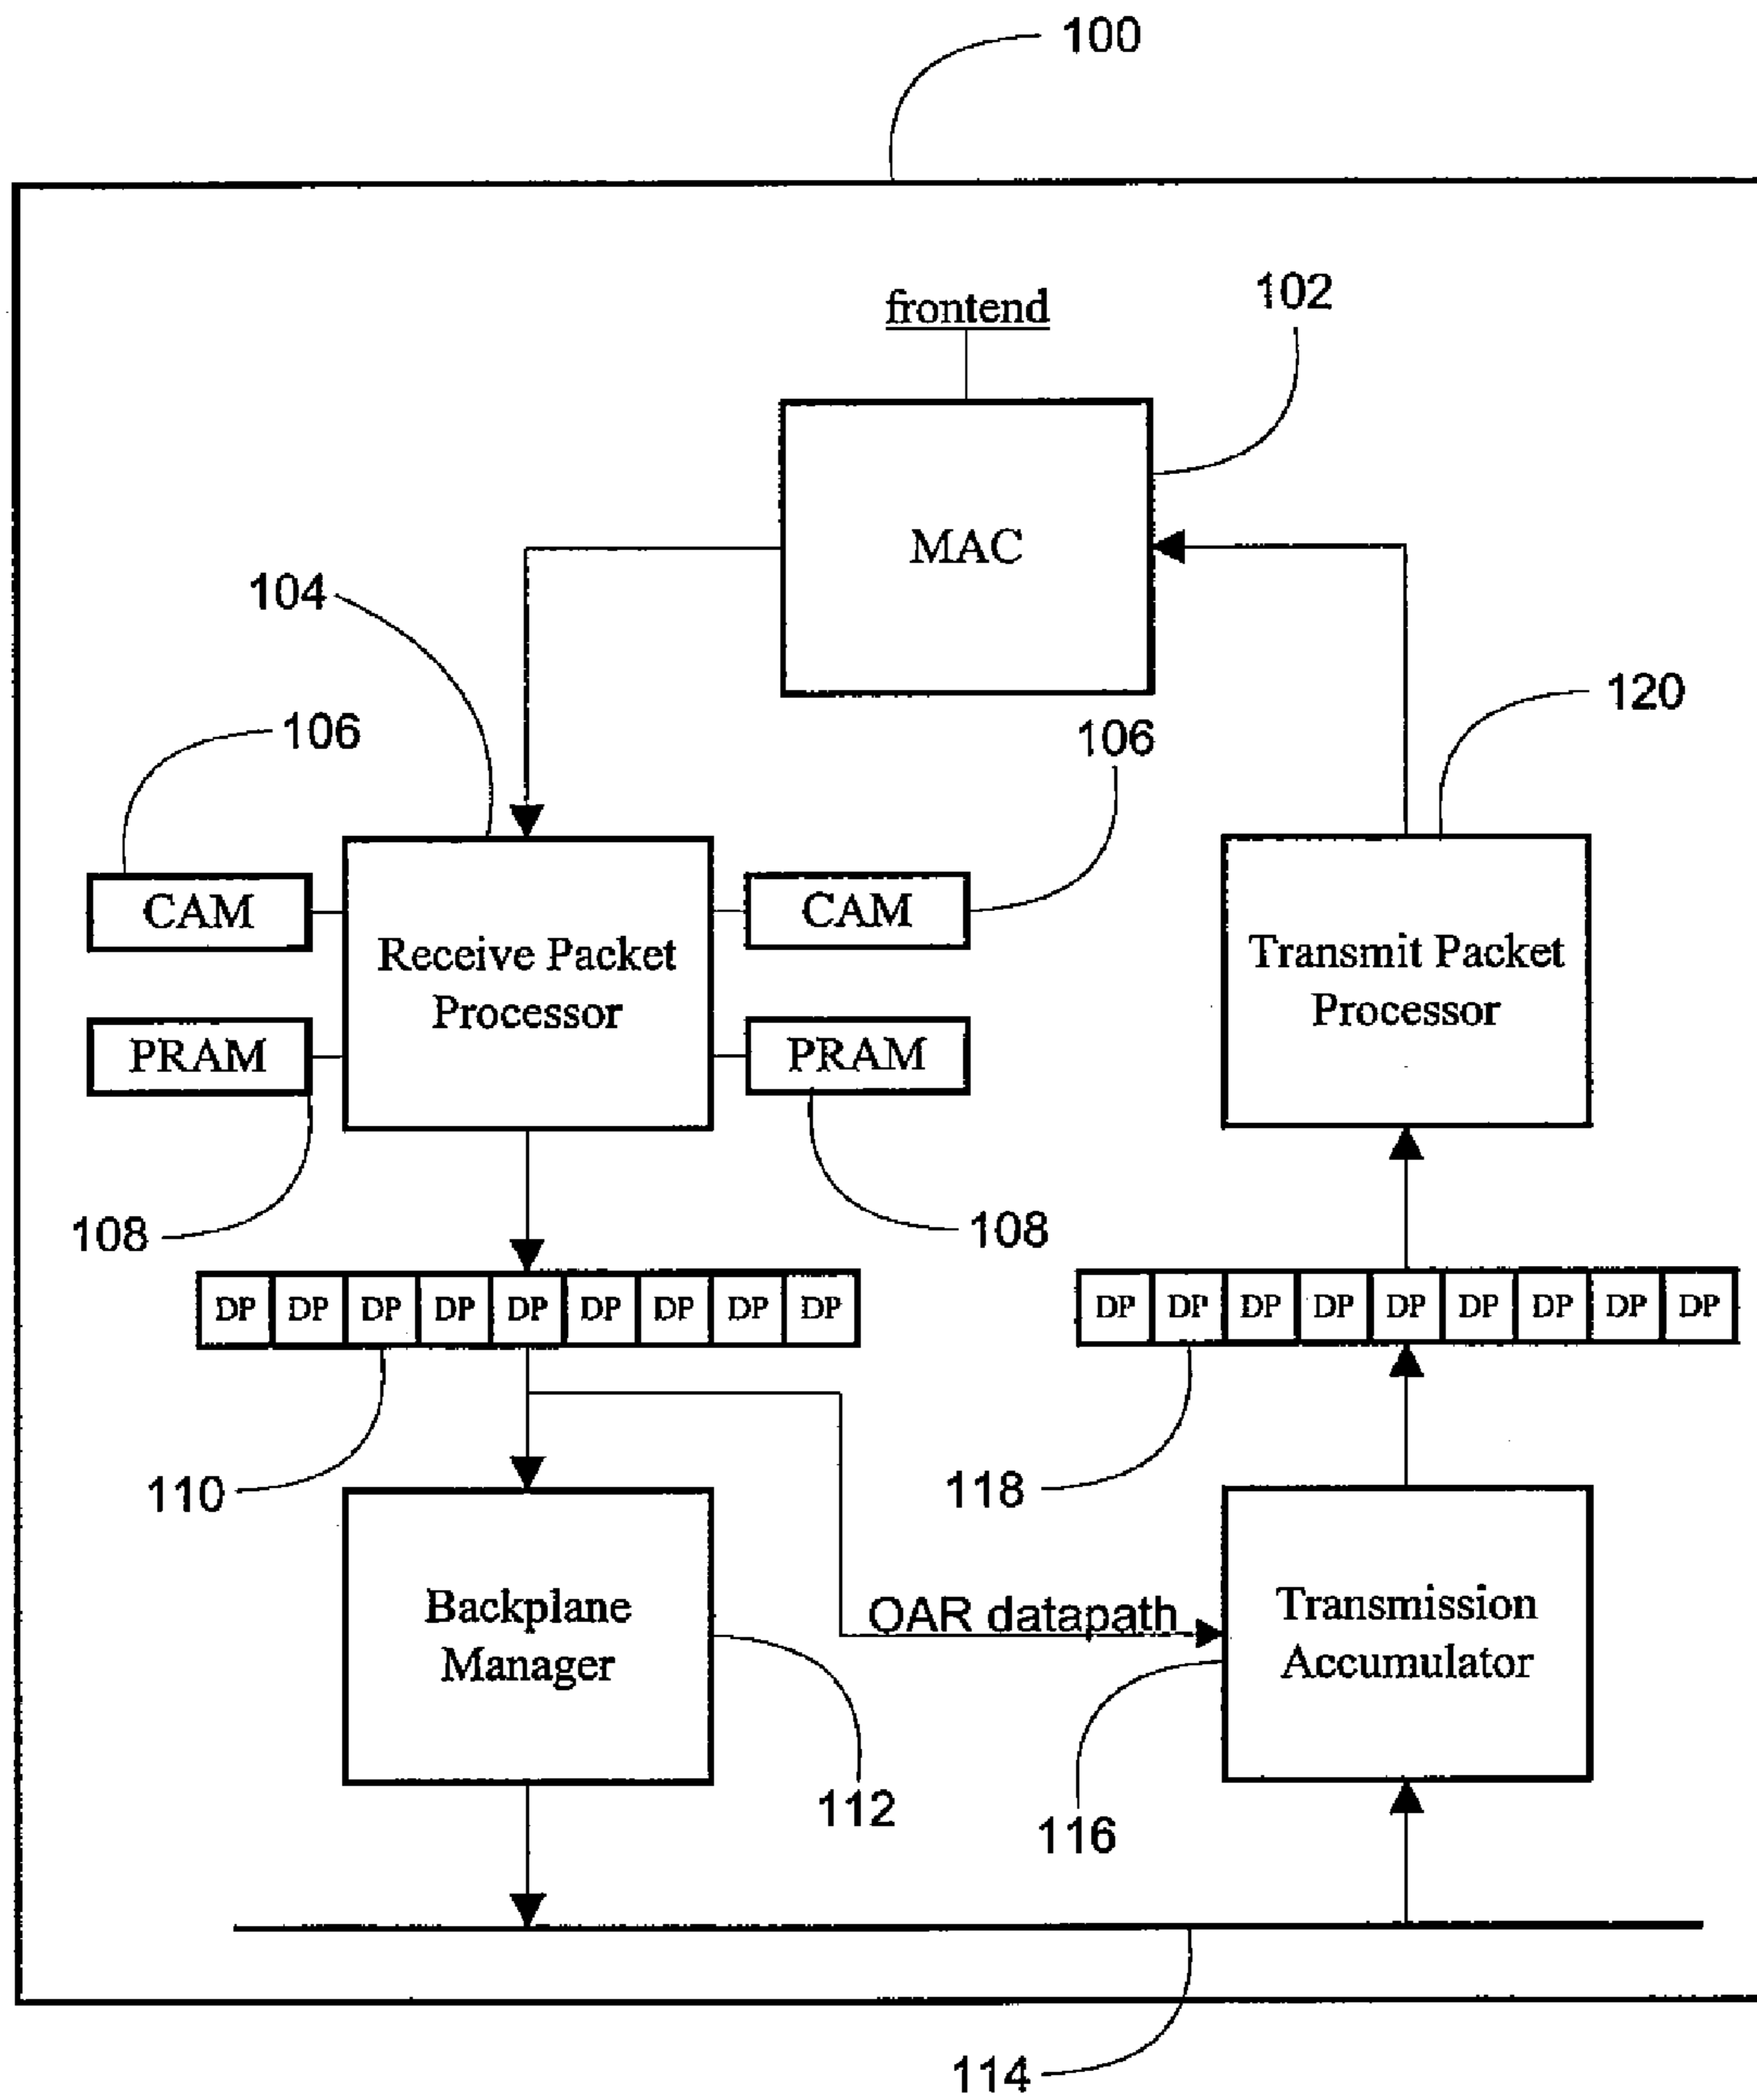 100
frontend
102
MAC
104
106
106
120
CAM
CAM
Receive Packet
Processor
Transmit Packet
Processor
PRAM
PRAM
108
108
DP DP DP DP DP DP DP DP DP
DP DP DP DP DP DP DP DP DP
110
118
Backplane
Manager
OAR datapath
Transmission
Accumulator
112
116
114